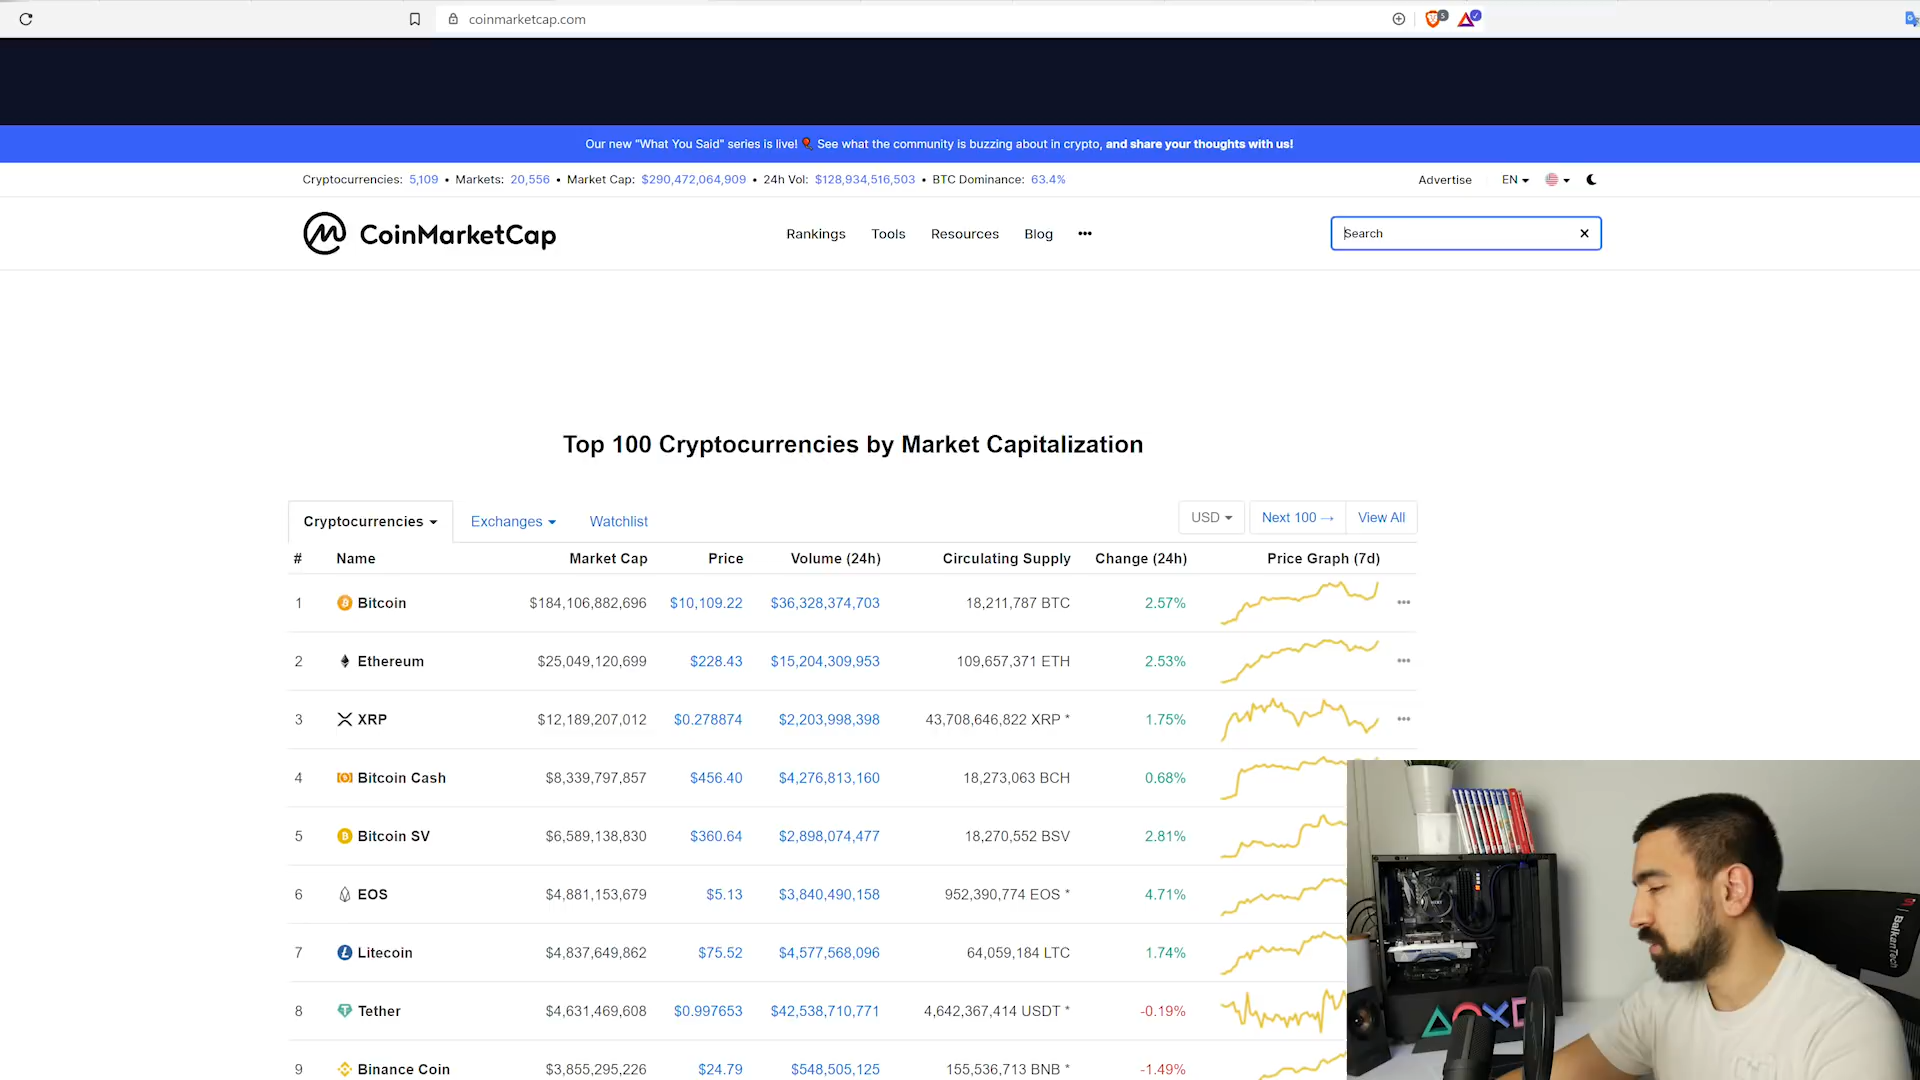 coinmarketcap.com
5
Our new "What You Said" series is live! 🎈 See what the community is buzzing about in crypto, and share your thoughts with us!
Cryptocurrencies: 5,109 • Markets: 20,556 • Market Cap: $290,472,064,909 • 24h Vol: $128,934,516,503 • BTC Dominance: 63.4%
Advertise EN
CoinMarketCap
Rankings Tools Resources Blog •••
Search ×
Top 100 Cryptocurrencies by Market Capitalization
Cryptocurrencies Exchanges Watchlist USD Next 100 → View All
# Name Market Cap Price Volume (24h) Circulating Supply Change (24h) Price Graph (7d)
1 Bitcoin $184,106,882,696 $10,109.22 $36,328,374,703 18,211,787 BTC 2.57%
2 Ethereum $25,049,120,699 $228.43 $15,204,309,953 109,657,371 ETH 2.53%
3 XRP $12,189,207,012 $0.278874 $2,203,998,398 43,708,646,822 XRP * 1.75%
4 Bitcoin Cash $8,339,797,857 $456.40 $4,276,813,160 18,273,063 BCH 0.68%
5 Bitcoin SV $6,589,138,830 $360.64 $2,898,074,477 18,270,552 BSV 2.81%
6 EOS $4,881,153,679 $5.13 $3,840,490,158 952,390,774 EOS * 4.71%
7 Litecoin $4,837,649,862 $75.52 $4,577,568,096 64,059,184 LTC 1.74%
8 Tether $4,631,469,608 $0.997653 $42,538,710,771 4,642,367,414 USDT * -0.19%
9 Binance Coin $3,855,295,226 $24.79 $548,505,125 155,536,713 BNB * -1.49%
BalkanTech